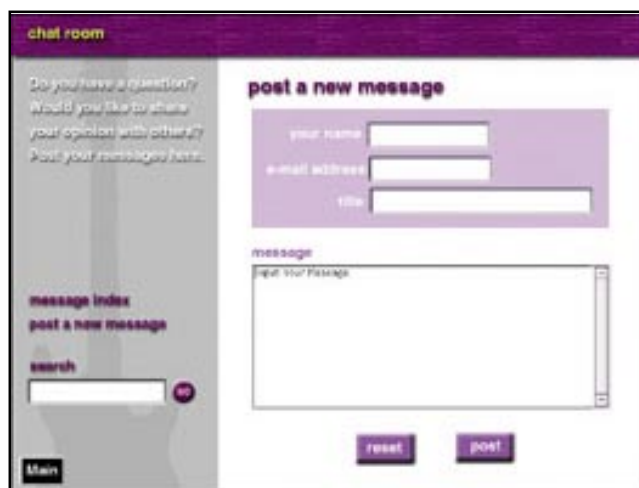 chat room
Do you have a question?
Would you like to share
your opinion with others?
Post your messages here.
message index
post a new message
search
GO
Main
post a new message
your name
e-mail address
title
message
Input Your Message
reset
post